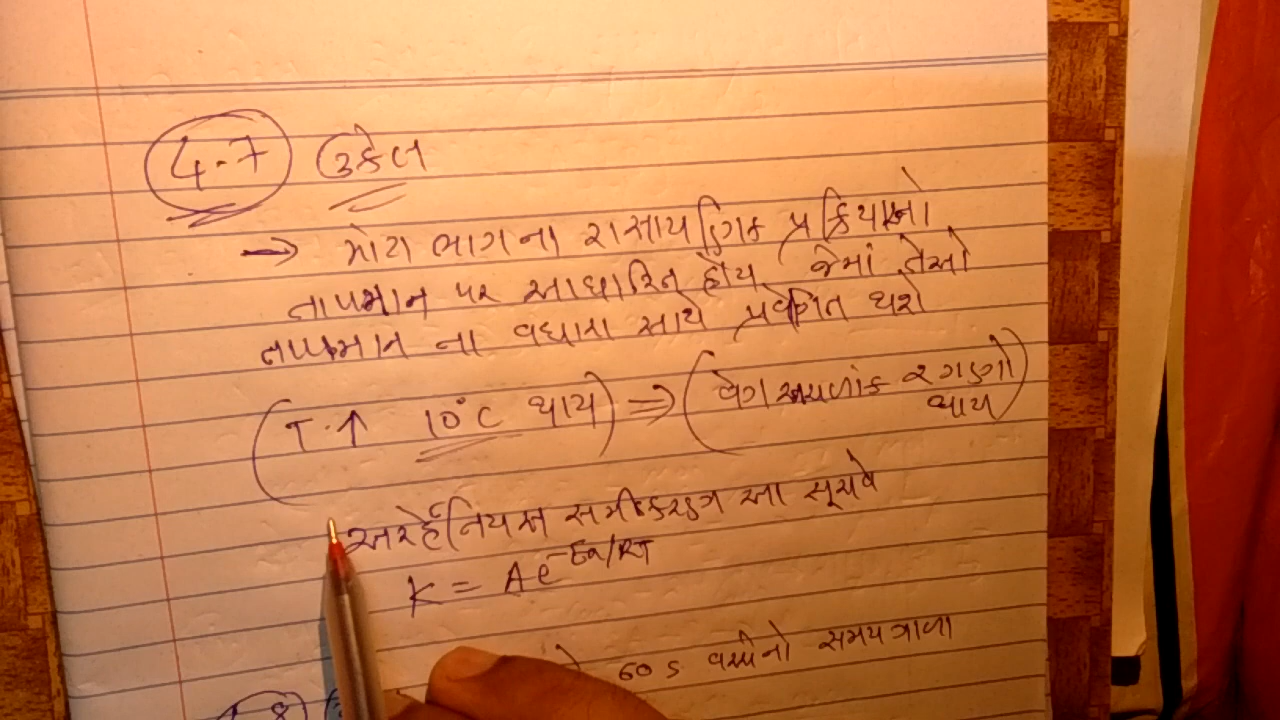 4.7 ઉકેલ
→ મોટા ભાગના રાસાયણિક પ્રક્રિયાઓ
તાપમાન પર આધારિત હોય જેમાં તેઓ
તાપમાન ના વધારા સાથે પ્રવેગિત થશે
(T ↑ 10°C થાય) ⇒ (વેગ અચળાંક ૨ ગણો થાય)
અરહેનિયસ સમીકરણ આ સૂચવે
K = Ae^-Ea/RT
60 s વચ્ચેનો સમયગાળા